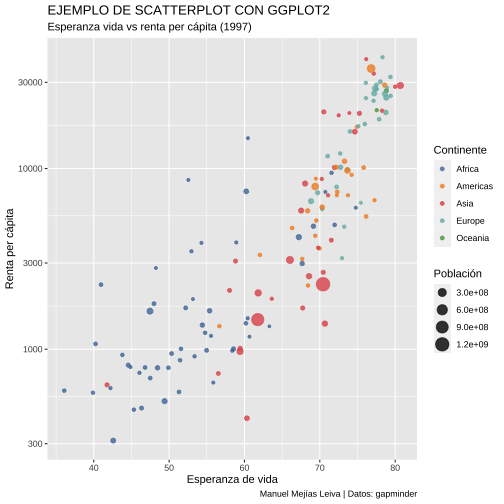 EJEMPLO DE SCATTERPLOT CON GGPLOT2
Esperanza vida vs renta per cápita (1997)
Renta per cápita
30000
10000
3000
1000
300
40
50
60
70
80
Esperanza de vida
Continente
Africa
Americas
Asia
Europe
Oceania
Población
3.0e+08
6.0e+08
9.0e+08
1.2e+09
Manuel Mejías Leiva | Datos: gapminder